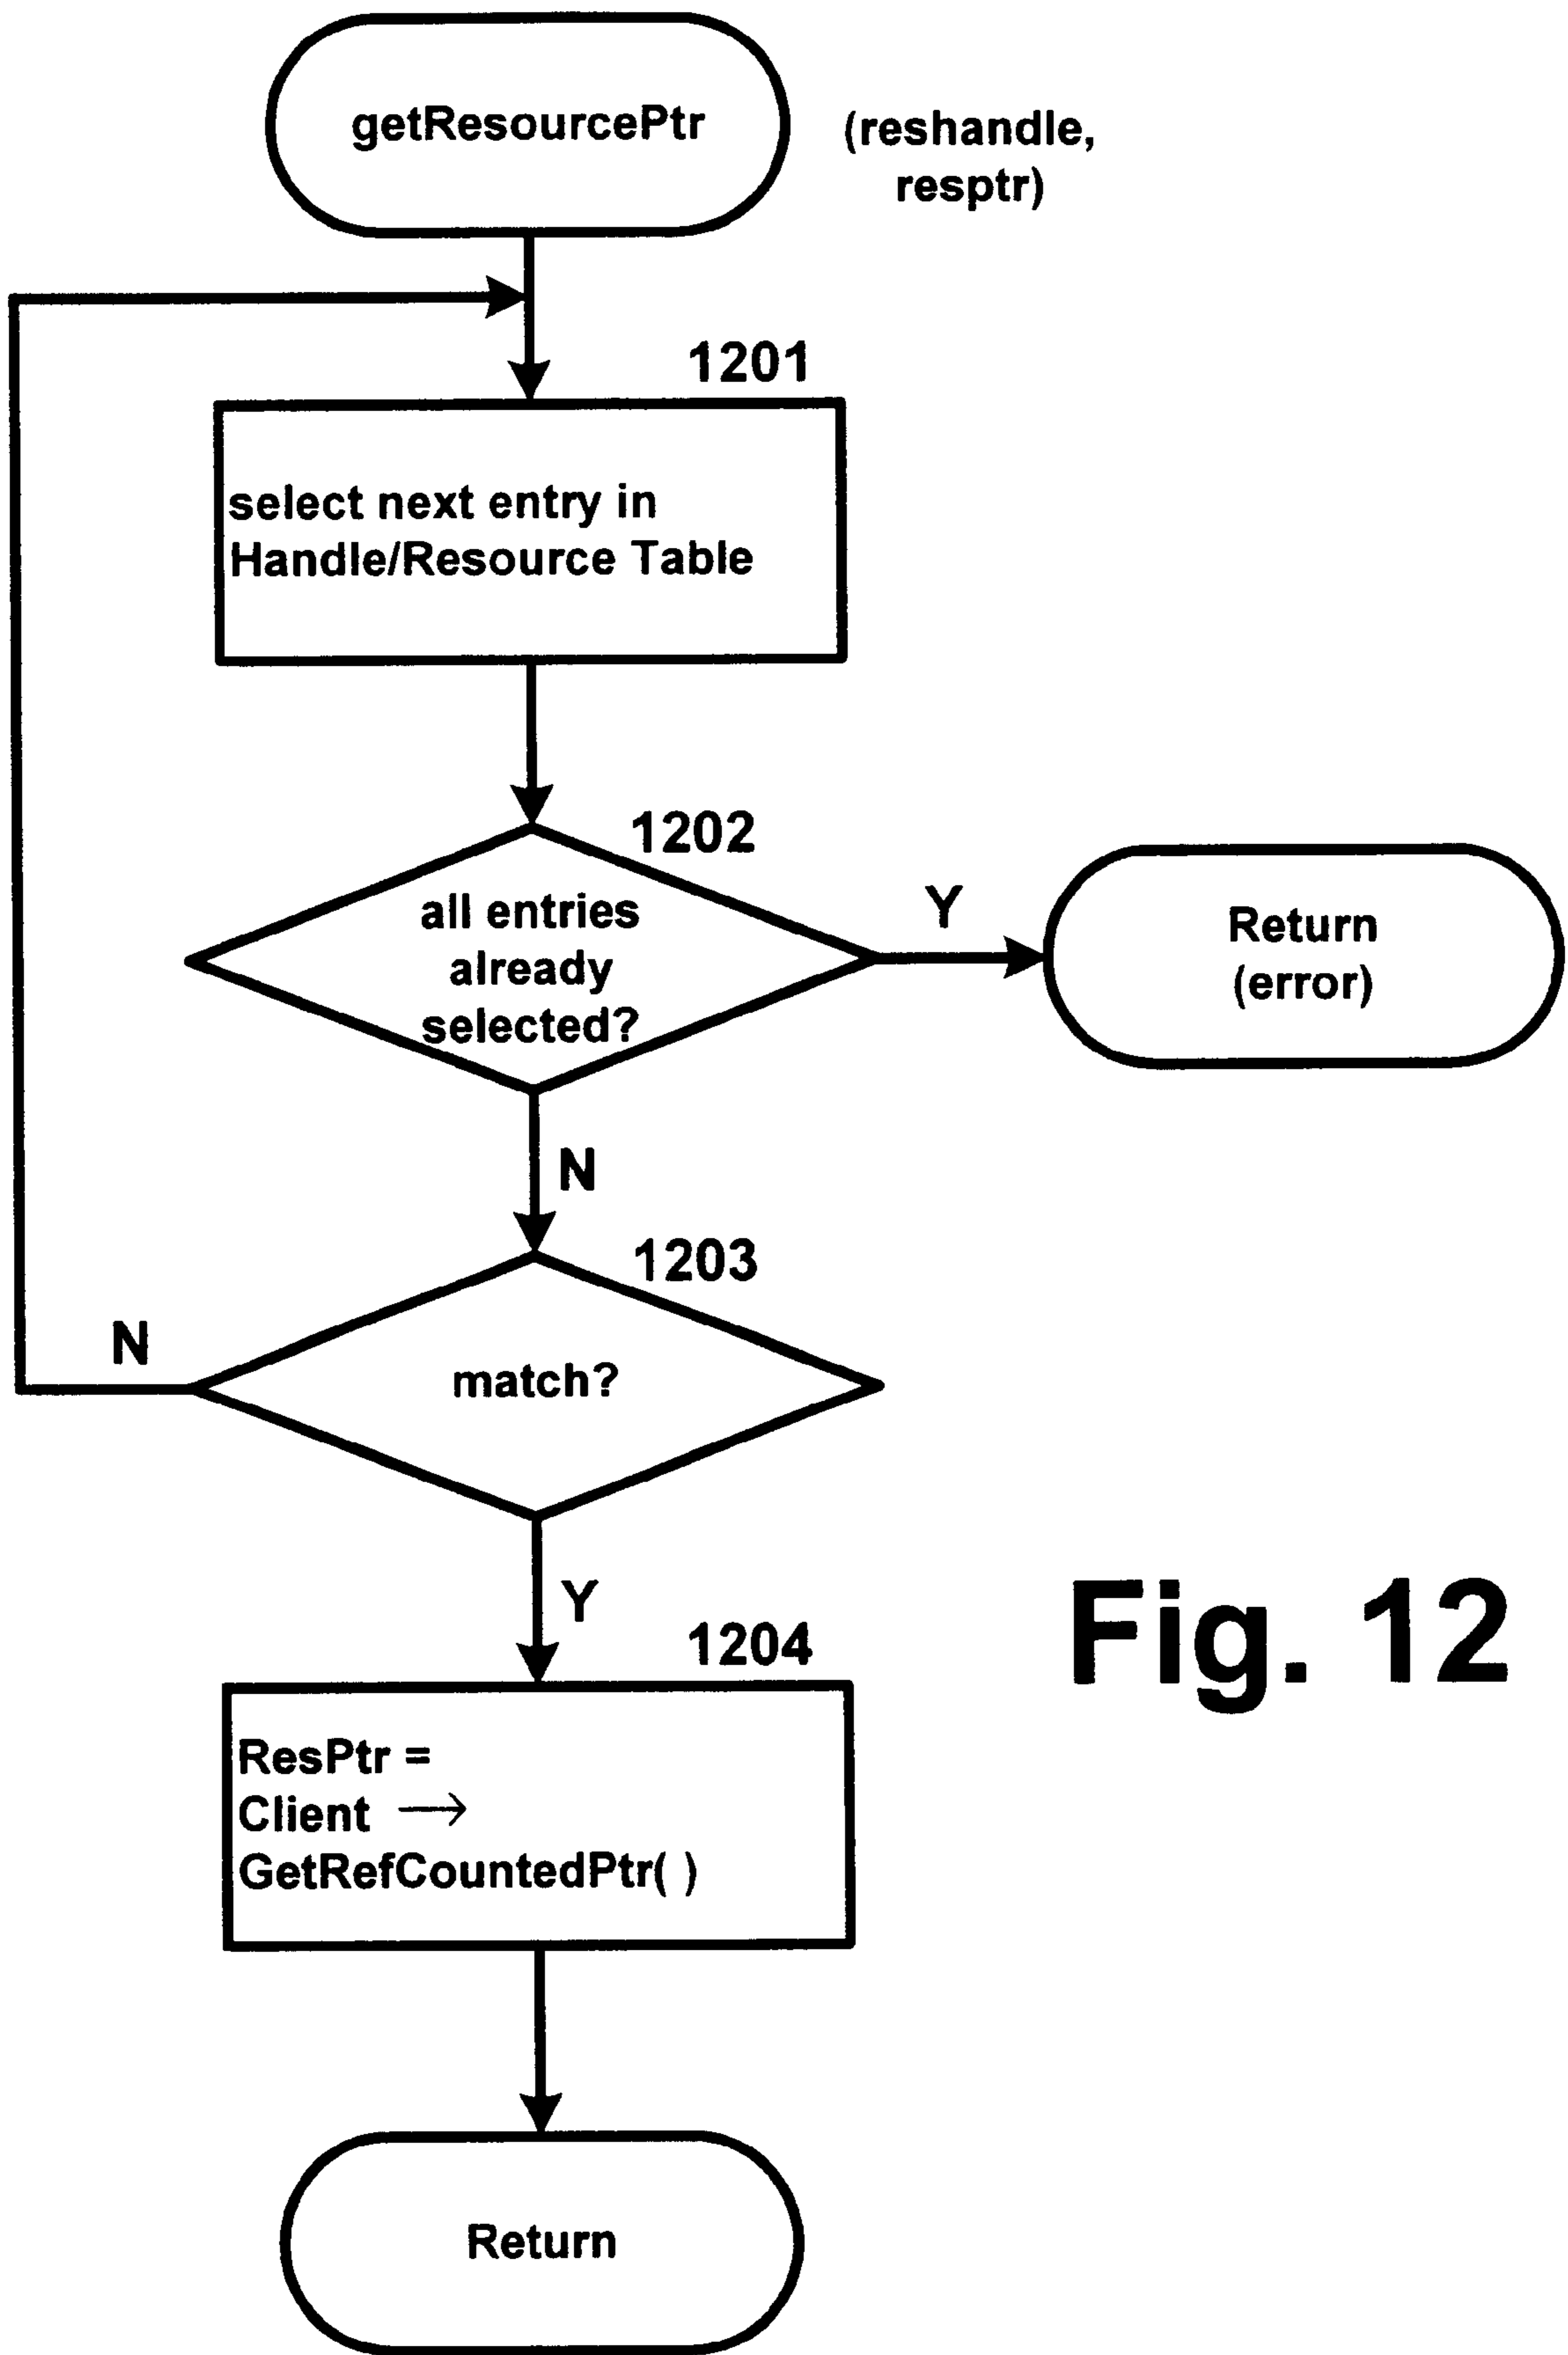 getResourcePtr
(reshandle,
resptr)
1201
select next entry in
Handle/Resource Table
1202
all entries
already
selected?
Y
Return
(error)
N
1203
match?
N
Y
1204
ResPtr =
Client →
GetRefCountedPtr( )
Return
Fig. 12